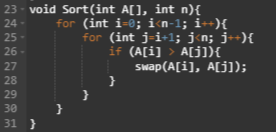 23 void Sort(int A[], int n){
24     for (int i=0; i<n-1; i++){
25         for (int j=i+1; j<n; j++){
26             if (A[i] > A[j]){
27                 swap(A[i], A[j]);
28             }
29         }
30     }
31 }